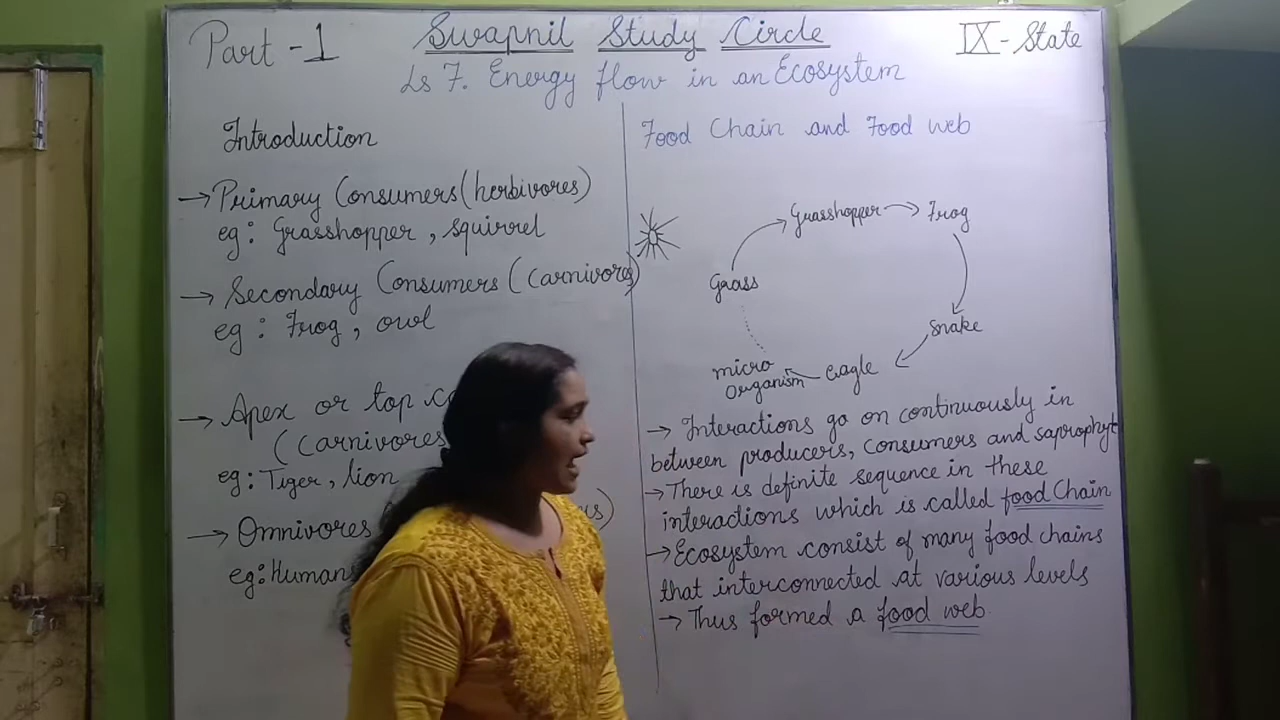 Part - 1
Swapnil Study Circle
IX - State
Ls 7. Energy flow in an Ecosystem
Introduction
→ Primary Consumers (herbivores)
eg: Grasshopper, squirrel
→ Secondary Consumers (Carnivores)
eg: Frog, owl
→ Apex or top
(Carnivores
eg: Tiger, lion
→ Omnivores
eg: Humans
Food Chain and Food web
Grasshopper → Frog
Grass
Snake
micro
Organism
eagle
→ Interactions go on continuously in
between producers, consumers and saprophyt
→ There is definite sequence in these
interactions which is called food Chain
→ Ecosystem consist of many food chains
that interconnected at various levels
→ Thus formed a food web.